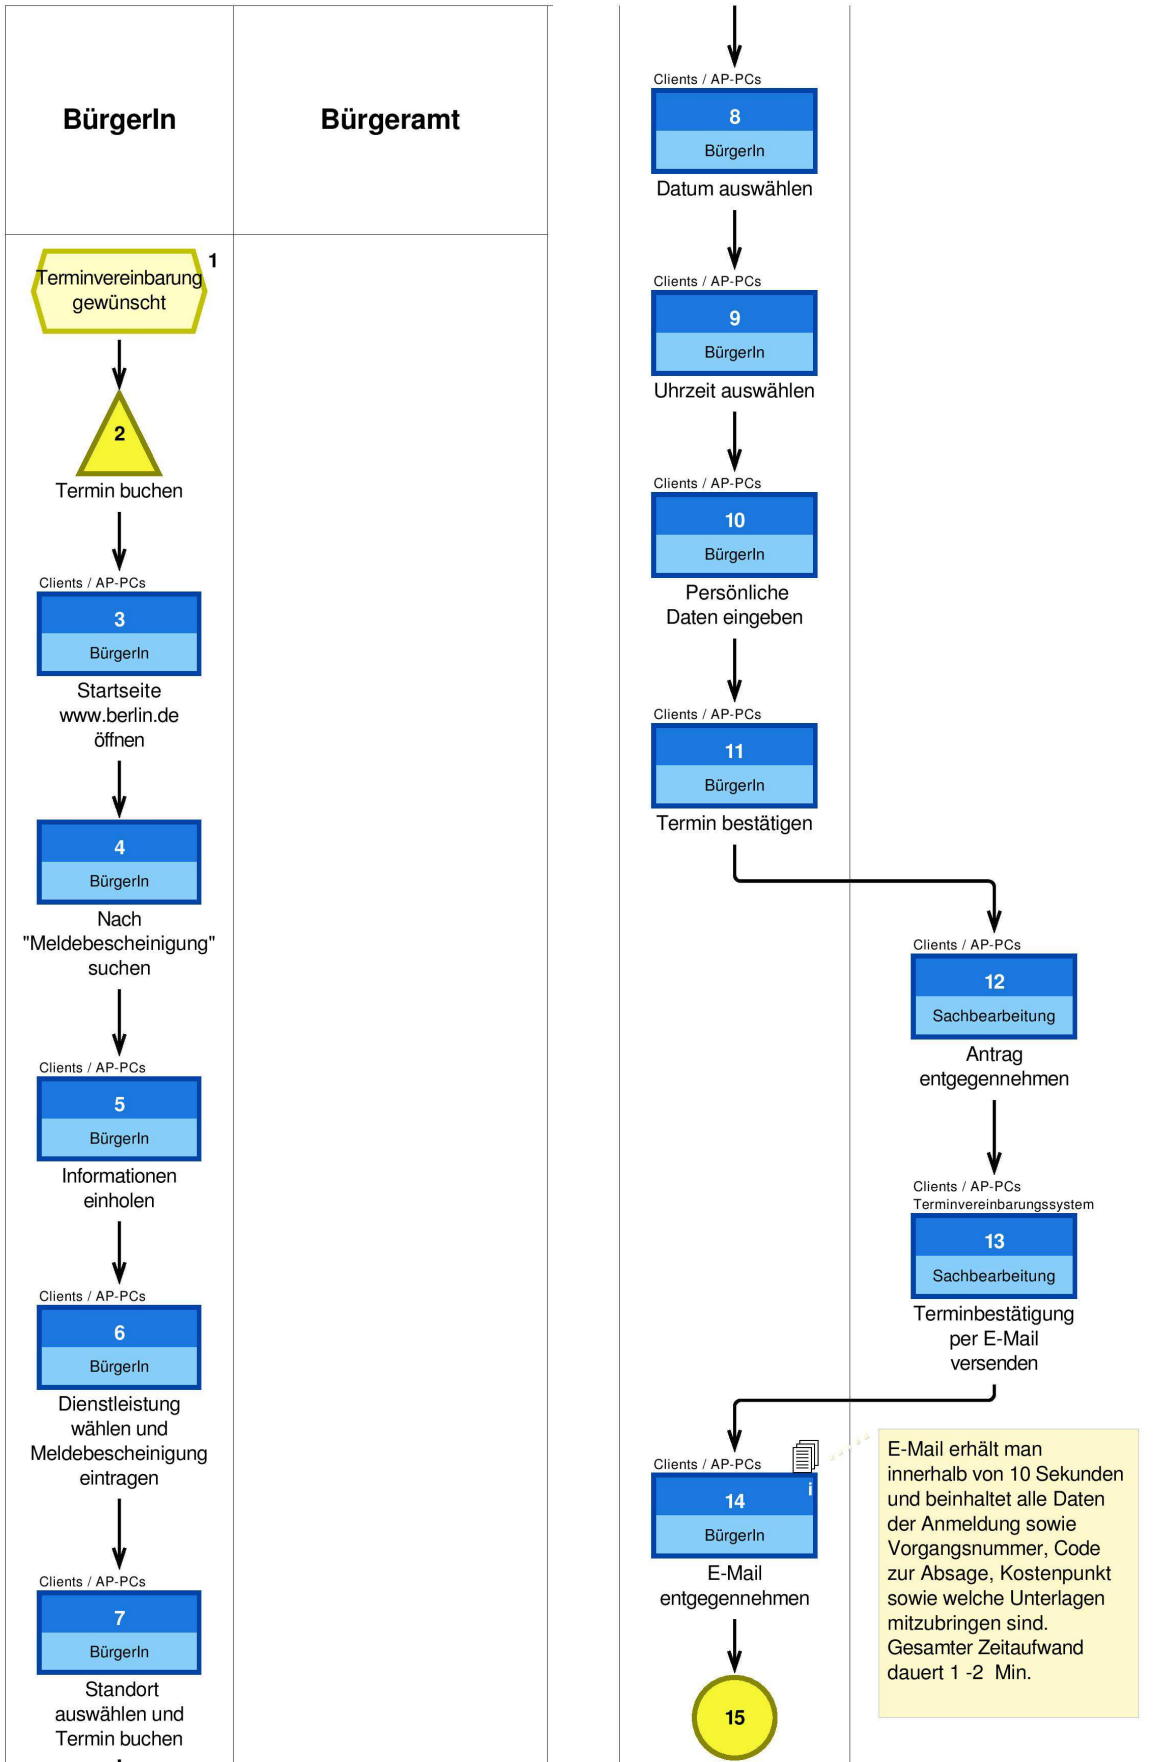 BürgerIn
Bürgeramt
1
Terminvereinbarung
gewünscht
2
Termin buchen
Clients / AP-PCs
3
BürgerIn
Startseite
www.berlin.de
öffnen
4
BürgerIn
Nach
"Meldebescheinigung"
suchen
Clients / AP-PCs
5
BürgerIn
Informationen
einholen
Clients / AP-PCs
6
BürgerIn
Dienstleistung
wählen und
Meldebescheinigung
eintragen
Clients / AP-PCs
7
BürgerIn
Standort
auswählen und
Termin buchen
Clients / AP-PCs
8
BürgerIn
Datum auswählen
Clients / AP-PCs
9
BürgerIn
Uhrzeit auswählen
Clients / AP-PCs
10
BürgerIn
Persönliche
Daten eingeben
Clients / AP-PCs
11
BürgerIn
Termin bestätigen
Clients / AP-PCs
12
Sachbearbeitung
Antrag
entgegennehmen
Clients / AP-PCs
Terminvereinbarungssystem
13
Sachbearbeitung
Terminbestätigung
per E-Mail
versenden
Clients / AP-PCs
i
14
BürgerIn
E-Mail
entgegennehmen
E-Mail erhält man
innerhalb von 10 Sekunden
und beinhaltet alle Daten
der Anmeldung sowie
Vorgangsnummer, Code
zur Absage, Kostenpunkt
sowie welche Unterlagen
mitzubringen sind.
Gesamter Zeitaufwand
dauert 1 -2 Min.
15